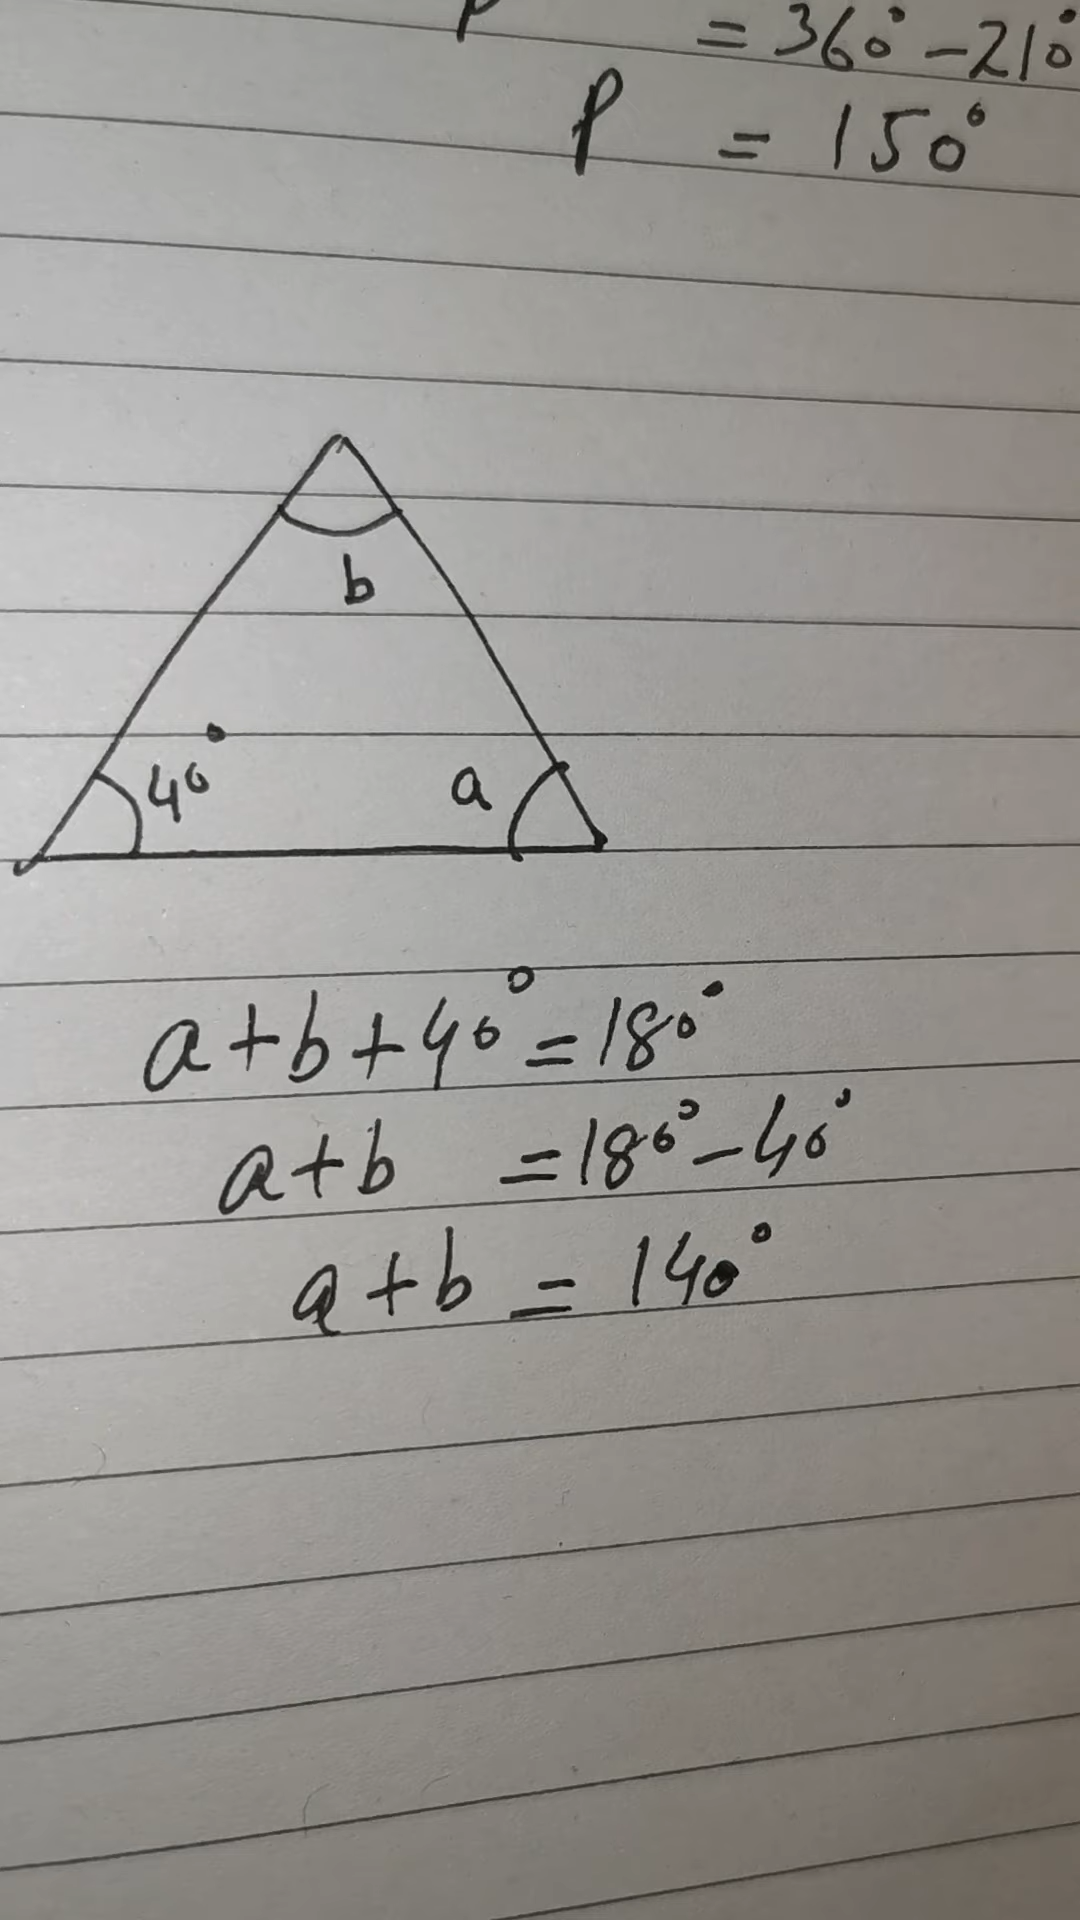 = 360° - 210°
P = 150°
b
40°
a
a + b + 40° = 180°
a + b = 180° - 40°
a + b = 140°